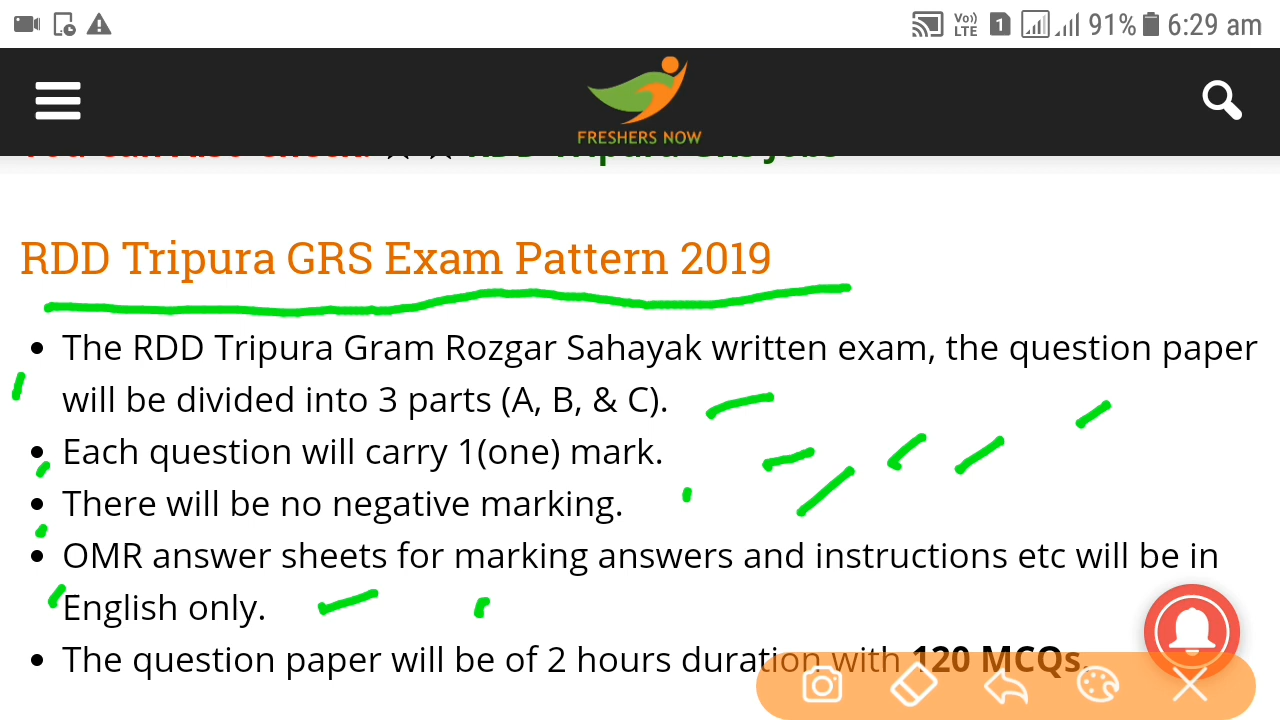 Vo)) LTE 1 91% 6:29 am
FRESHERS NOW
RDD Tripura GRS Exam Pattern 2019
• The RDD Tripura Gram Rozgar Sahayak written exam, the question paper
will be divided into 3 parts (A, B, & C).
• Each question will carry 1(one) mark.
• There will be no negative marking.
• OMR answer sheets for marking answers and instructions etc will be in
English only.
• The question paper will be of 2 hours duration with 120 MCQs.